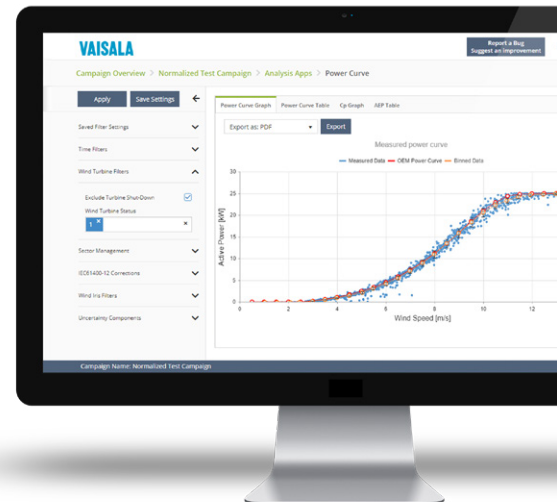 VAISALA
Report a Bug
Suggest an Improvement
Campaign Overview > Normalized Test Campaign > Analysis Apps > Power Curve
Apply
Save Settings
Saved Filter Settings
Time Filters
Wind Turbine Filters
Exclude Turbine Shut-Down
Wind Turbine Status
1 ×
×
Sector Management
IEC61400-12 Corrections
Wind Iris Filters
Uncertainty Components
Power Curve Graph
Power Curve Table
Cp Graph
AEP Table
Export as: PDF
Export
Measured power curve
Measured Data
OEM Power Curve
Binned Data
Active Power [kW]
30
25
20
15
10
5
0
0 2 4 6 8 10 12
Wind Speed [m/s]
Campaign Name: Normalized Test Campaign